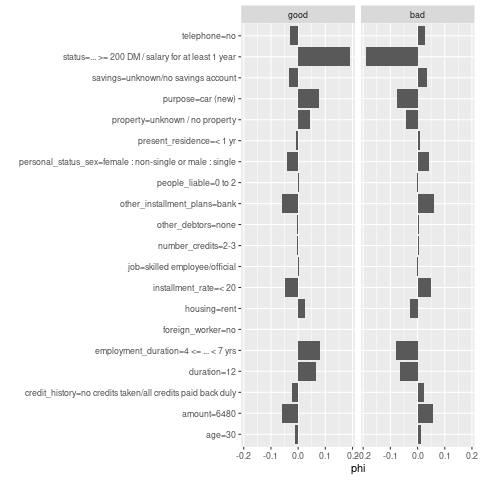 good bad
telephone=no
status=... >= 200 DM / salary for at least 1 year
savings=unknown/no savings account
purpose=car (new)
property=unknown / no property
present_residence=< 1 yr
personal_status_sex=female : non-single or male : single
people_liable=0 to 2
other_installment_plans=bank
other_debtors=none
number_credits=2-3
job=skilled employee/official
installment_rate=< 20
housing=rent
foreign_worker=no
employment_duration=4 <= ... < 7 yrs
duration=12
credit_history=no credits taken/all credits paid back duly
amount=6480
age=30
-0.2 -0.1 0.0 0.1 0.2 -0.2 -0.1 0.0 0.1 0.2
phi